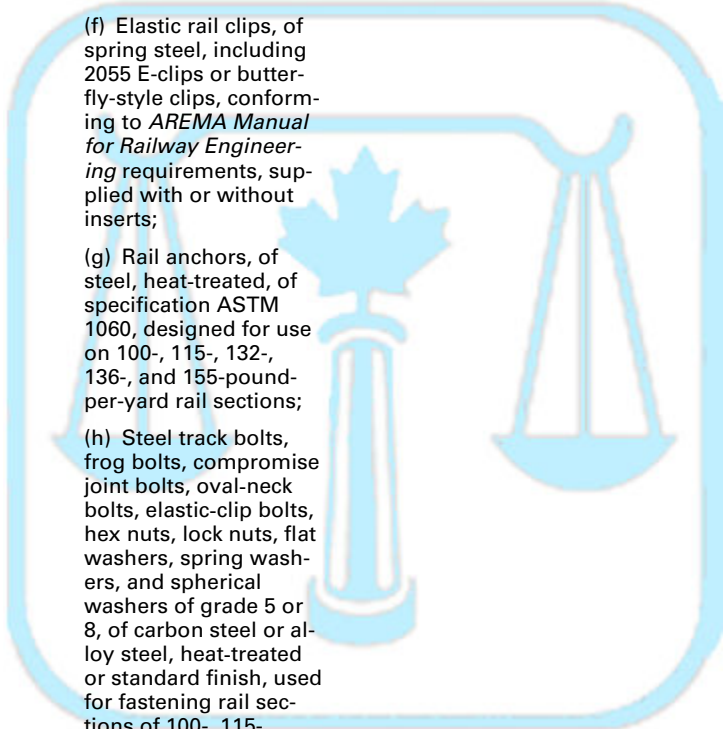 (f) Elastic rail clips, of
spring steel, including
2055 E-clips or butter-
fly-style clips, conform-
ing to AREMA Manual
for Railway Engineer-
ing requirements, sup-
plied with or without
inserts;
(g) Rail anchors, of
steel, heat-treated, of
specification ASTM
1060, designed for use
on 100-, 115-, 132-,
136-, and 155-pound-
per-yard rail sections;
(h) Steel track bolts,
frog bolts, compromise
joint bolts, oval-neck
bolts, elastic-clip bolts,
hex nuts, lock nuts, flat
washers, spring wash-
ers, and spherical
washers of grade 5 or
8, of carbon steel or al-
loy steel, heat-treated
or standard finish, used
for fastening rail sec-
tions of 100-, 115-